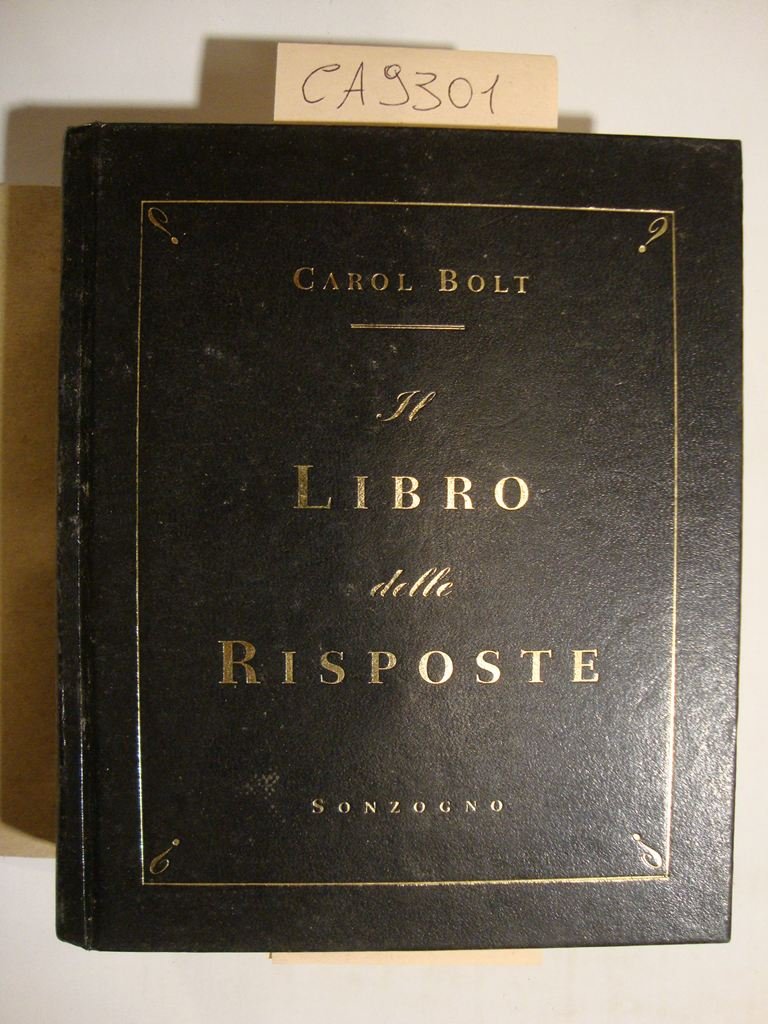 CA9301
CAROL BOLT
Il
LIBRO
delle
RISPOSTE
SONZOGNO